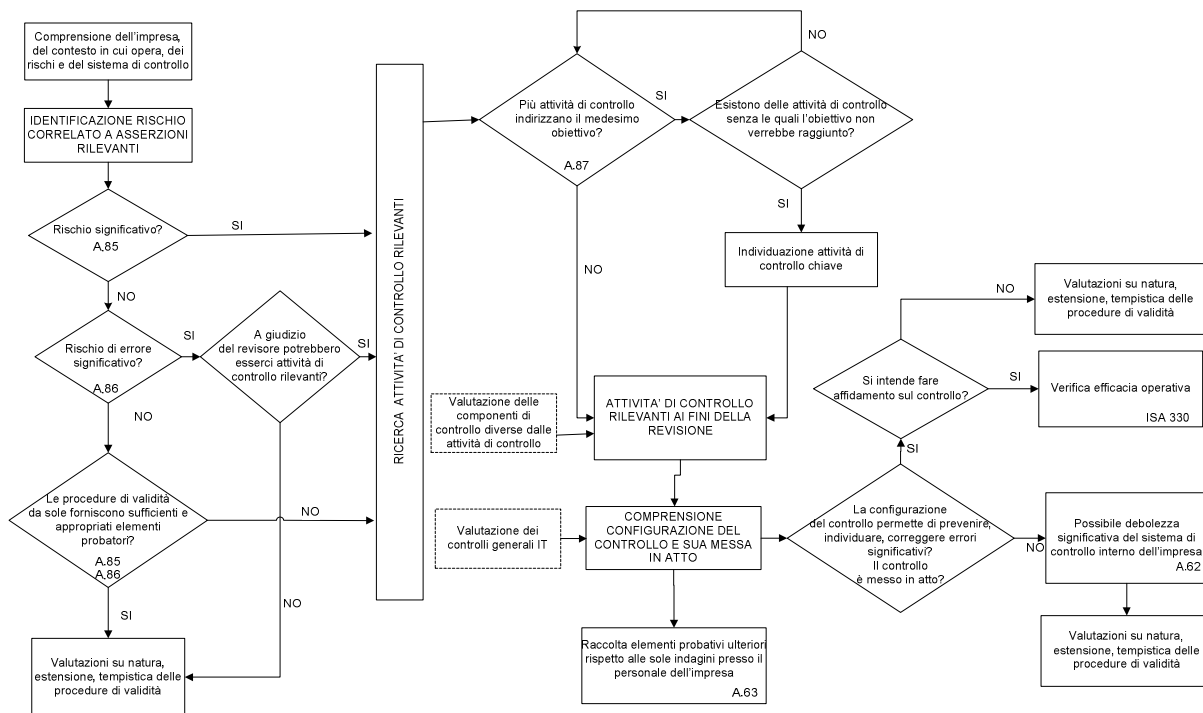 Comprensione dell'impresa,
del contesto in cui opera, dei
rischi e del sistema di controllo
IDENTIFICAZIONE RISCHIO
CORRELATO A ASSERZIONI
RILEVANTI
Rischio significativo?
A.85
SI
NO
Rischio di errore
significativo?
A.86
SI
A giudizio
del revisore potrebbero
esserci attività di
controllo rilevanti?
SI
NO
NO
Le procedure di validità
da sole forniscono sufficienti e
appropriati elementi
probatori?
A.85
A.86
NO
SI
Valutazioni su natura,
estensione, tempistica delle
procedure di validità
RICERCA ATTIVITA' DI CONTROLLO RILEVANTI
Più attività di controllo
indirizzano il medesimo
obiettivo?
A.87
SI
NO
Esistono delle attività di controllo
senza le quali l'obiettivo non
verrebbe raggiunto?
NO
SI
Individuazione attività di
controllo chiave
Valutazione delle
componenti di
controllo diverse dalle
attività di controllo
ATTIVITA' DI CONTROLLO
RILEVANTI AI FINI DELLA
REVISIONE
Valutazione dei
controlli generali IT
COMPRENSIONE
CONFIGURAZIONE DEL
CONTROLLO E SUA MESSA
IN ATTO
Raccolta elementi probativi ulteriori
rispetto alle sole indagini presso il
personale dell'impresa
A.63
La configurazione
del controllo permette di prevenire,
individuare, correggere errori
significativi?
Il controllo
è messo in atto?
SI
NO
Si intende fare
affidamento sul controllo?
NO
SI
Valutazioni su natura,
estensione, tempistica delle
procedure di validità
Verifica efficacia operativa
ISA 330
Possibile debolezza
significativa del sistema di
controllo interno dell'impresa
A.62
Valutazioni su natura,
estensione, tempistica delle
procedure di validità